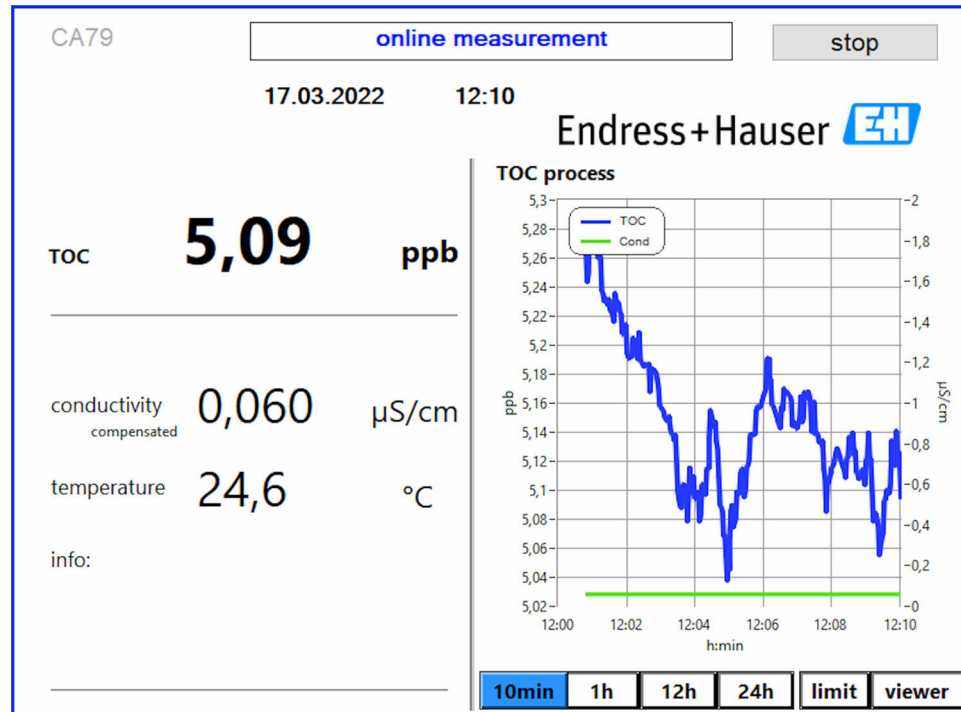 CA79
online measurement
stop
17.03.2022 12:10
Endress+Hauser EH
TOC 5,09 ppb
conductivity 0,060 µS/cm
compensated
temperature 24,6 °C
info:
TOC process
TOC
Cond
5,3
5,28
5,26
5,24
5,22
5,2
5,18
5,16
5,14
5,12
5,1
5,08
5,06
5,04
5,02
ppb
2
1,8
1,6
1,4
1,2
1
0,8
0,6
0,4
0,2
0
µS/cm
12:00 12:02 12:04 12:06 12:08 12:10
h:min
10min 1h 12h 24h limit viewer